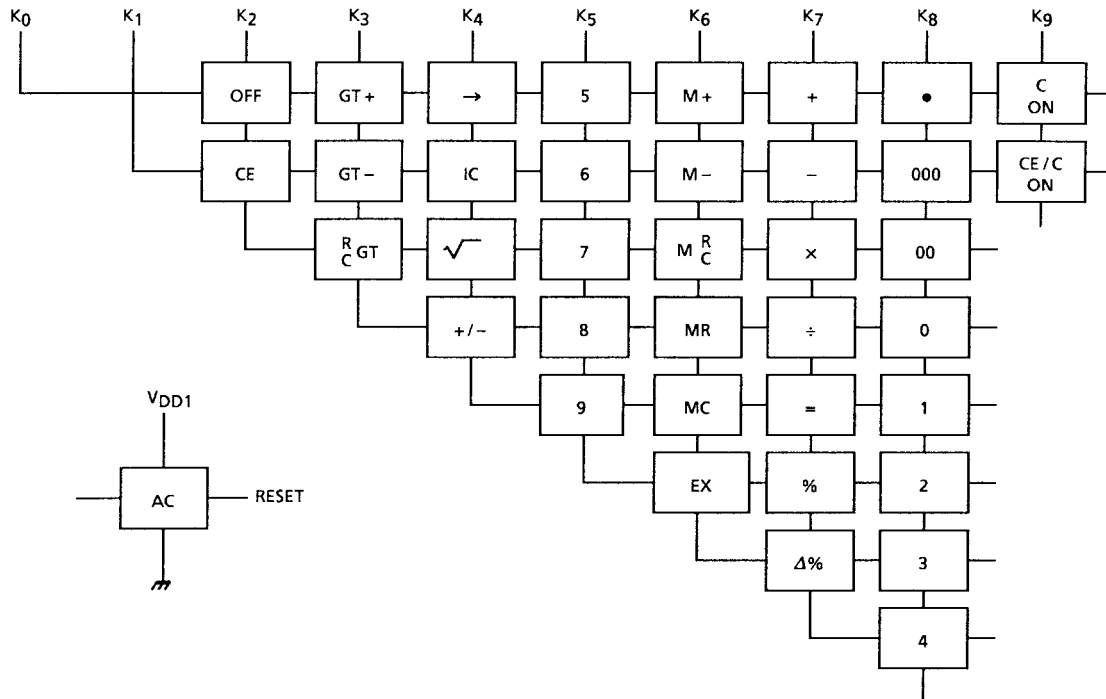 K0 K1 K2 K3 K4 K5 K6 K7 K8 K9
OFF GT+ → 5 M+ + • C ON
CE GT− IC 6 M− − 000 CE/C ON
R C GT √ 7 M R C × 00
+/− 8 MR ÷ 0
9 MC = 1
VDD1
AC RESET
EX % 2
Δ% 3
4